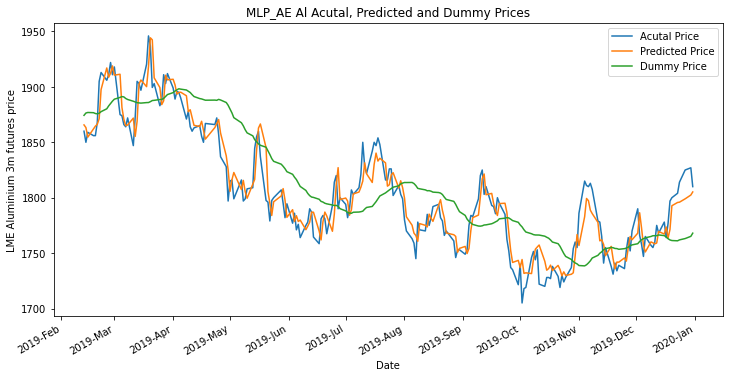 MLP_AE Al Acutal, Predicted and Dummy Prices
Acutal Price
Predicted Price
Dummy Price
LME Aluminium 3m futures price
1950
1900
1850
1800
1750
1700
2019-Feb
2019-Mar
2019-Apr
2019-May
2019-Jun
2019-Jul
2019-Aug
2019-Sep
2019-Oct
2019-Nov
2019-Dec
2020-Jan
Date